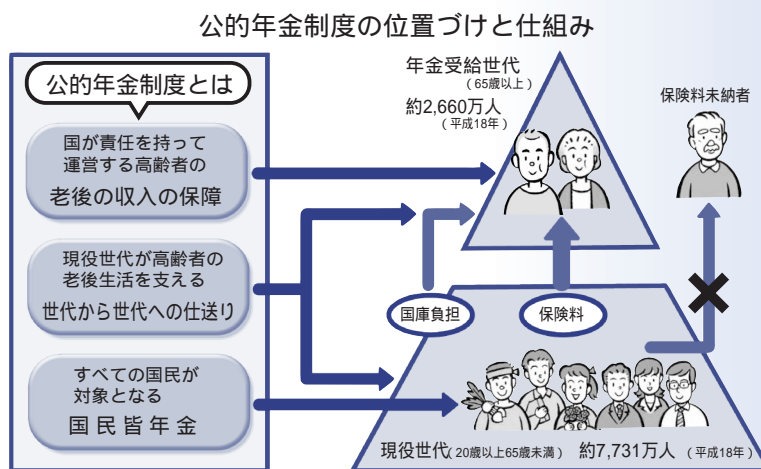 公的年金制度の位置づけと仕組み
公的年金制度とは
国が責任を持って
運営する高齢者の
老後の収入の保障
現役世代が高齢者の
老後生活を支える
世代から世代への仕送り
すべての国民が
対象となる
国民皆年金
年金受給世代
（65歳以上）
約2,660万人
（平成18年）
保険料未納者
国庫負担
保険料
現役世代（20歳以上65歳未満） 約7,731万人 （平成18年）